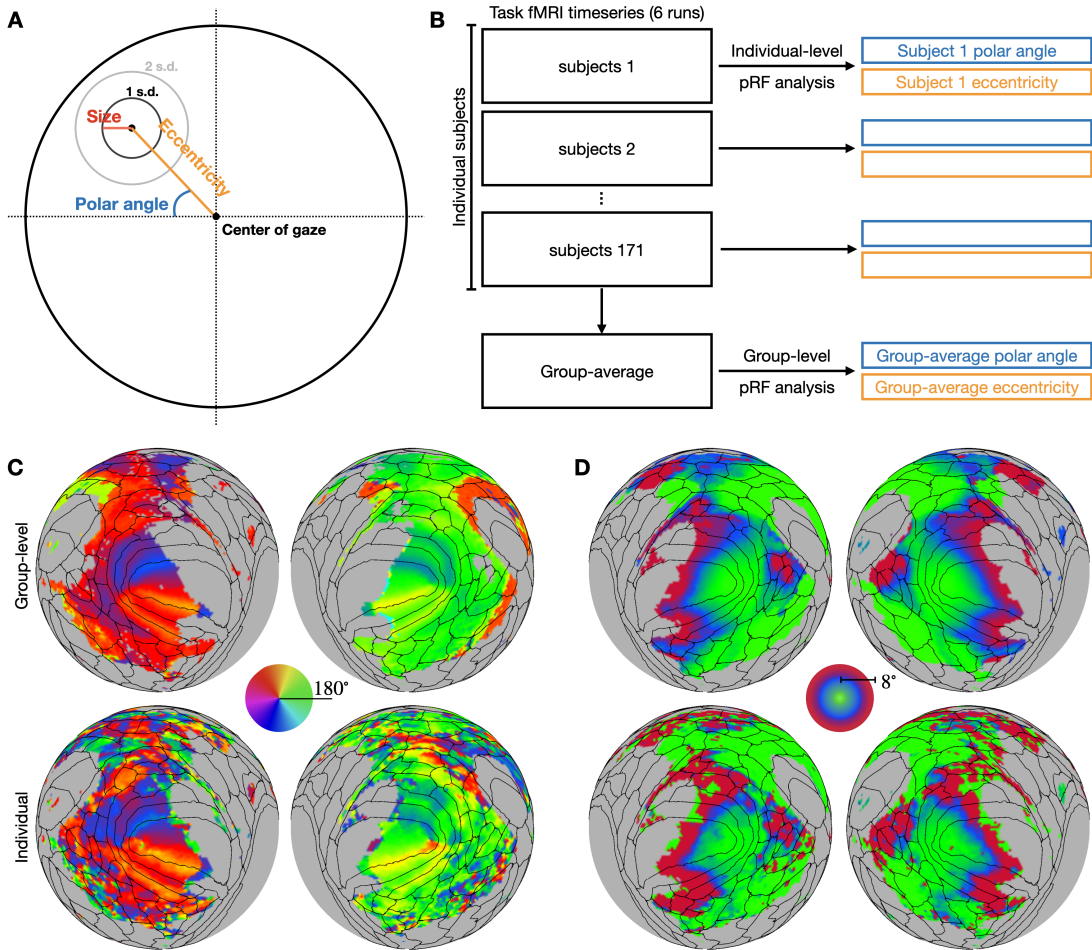 A
2 s.d.
1 s.d.
Size
Eccentricity
Polar angle
Center of gaze
B
Task fMRI timeseries (6 runs)
Individual subjects
subjects 1
Individual-level
pRF analysis
Subject 1 polar angle
Subject 1 eccentricity
subjects 2
...
subjects 171
Group-average
Group-level
pRF analysis
Group-average polar angle
Group-average eccentricity
C
D
Group-level
180°
8°
Individual